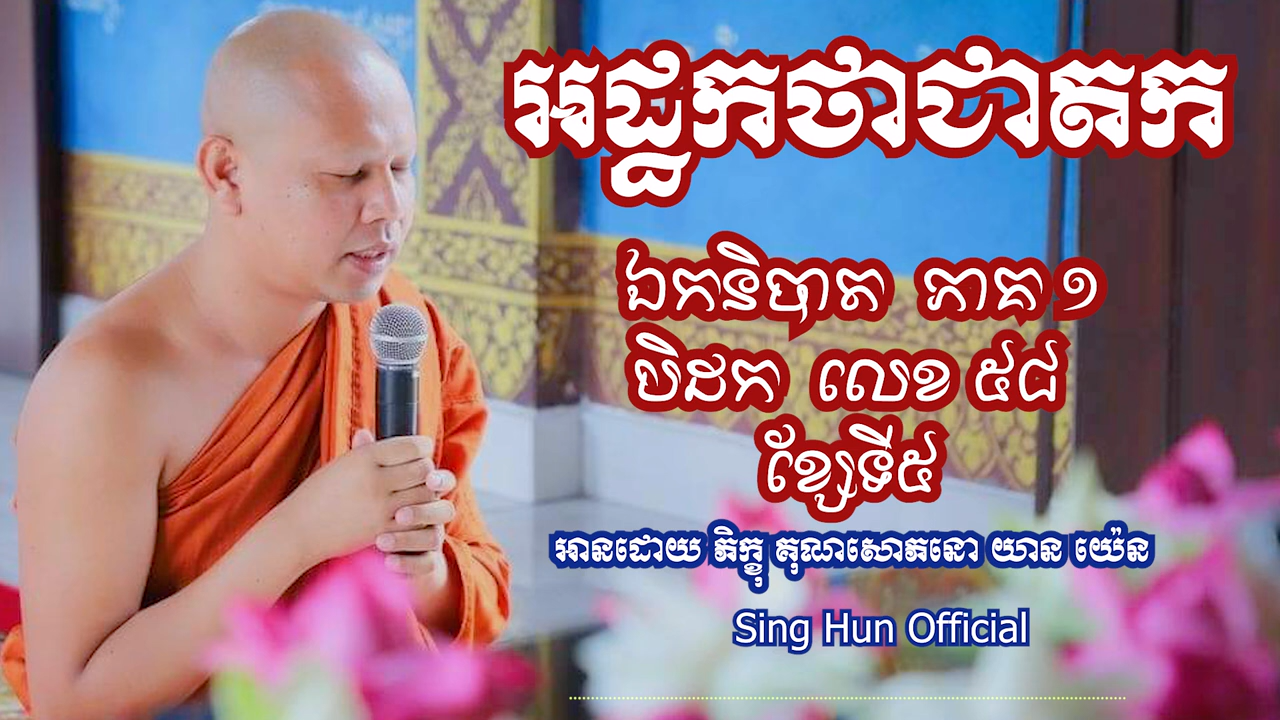 អដ្ឋកថាជាតក
ឯកនិបាត ភាគ ១
បិដក លេខ ៥៨
ខ្សែទី៥
អានដោយ ភិក្ខុ គុណសោភនោ ឃាន ឃ៉េន
Sing Hun Official